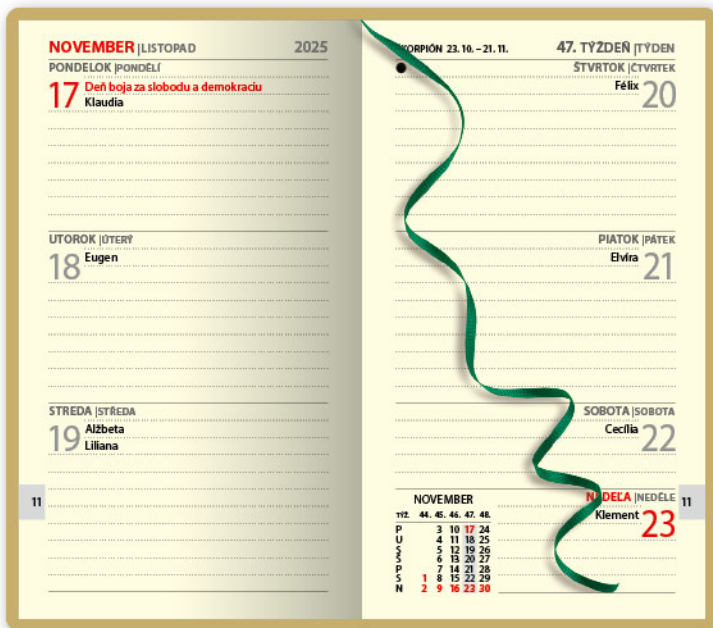 NOVEMBER |LISTOPAD 2025
PONDELOK |PONDĚLÍ
17 Deň boja za slobodu a demokraciu
Klaudia
UTOROK |ÚTERÝ
18 Eugen
STREDA |STŘEDA
19 Alžbeta
Liliana
11
KORPIÓN 23. 10. – 21. 11. 47. TÝŽDEŇ |TÝDEN
ŠTVRTOK |ČTVRTEK
Félix 20
PIATOK |PÁTEK
Elvíra 21
SOBOTA |SOBOTA
Cecília 22
NEDEĽA |NEDĚLE
Klement 23
11
NOVEMBER
TÝŽ. 44. 45. 46. 47. 48.
P 3 10 17 24
U 4 11 18 25
S 5 12 19 26
Š 6 13 20 27
P 7 14 21 28
S 1 8 15 22 29
N 2 9 16 23 30